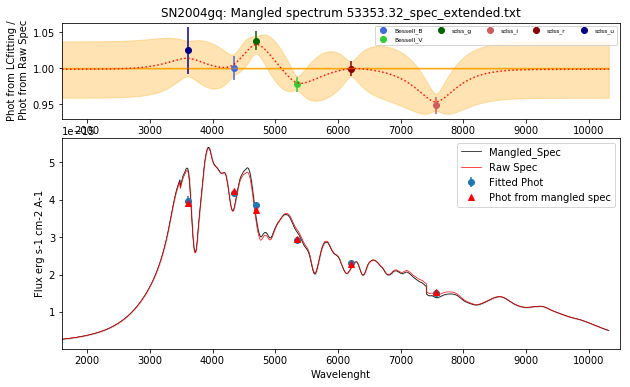 SN2004gq: Mangled spectrum 53353.32_spec_extended.txt
Phot from LCfitting /
Phot from Raw Spec
1.05
1.00
0.95
Bessell_B
Bessell_V
sdss_g
sdss_i
sdss_r
sdss_u
2000 3000 4000 5000 6000 7000 8000 9000 10000
1e−15
Flux erg s-1 cm-2 A-1
5
4
3
2
1
Mangled_Spec
Raw Spec
Fitted Phot
Phot from mangled spec
2000 3000 4000 5000 6000 7000 8000 9000 10000
Wavelenght